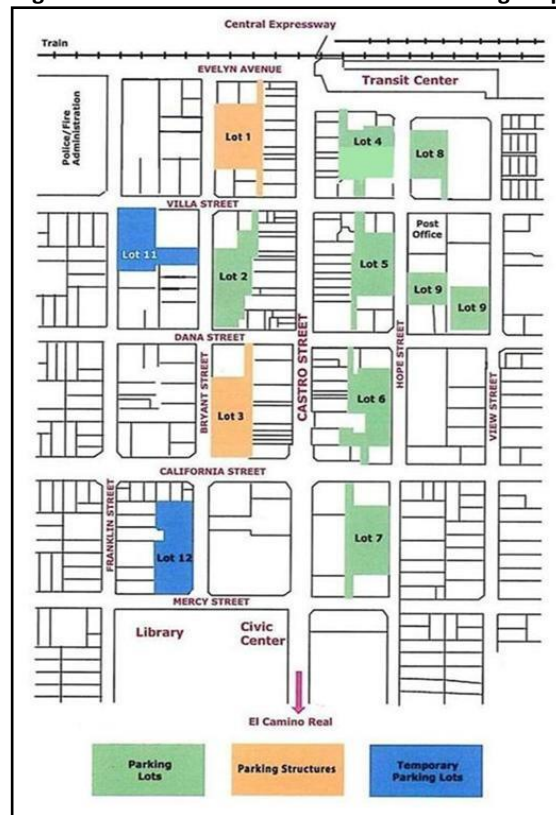 Central Expressway
Train
EVELYN AVENUE
Transit Center
Police/Fire
Administration
Lot 1
Lot 4
Lot 8
VILLA STREET
Lot 11
Lot 2
Lot 5
Post
Office
Lot 9
Lot 9
DANA STREET
BRYANT STREET
CASTRO STREET
HOPE STREET
VIEW STREET
Lot 3
Lot 6
CALIFORNIA STREET
FRANKLIN STREET
Lot 12
Lot 7
MERCY STREET
Library
Civic
Center
El Camino Real
Parking
Lots
Parking Structures
Temporary
Parking Lots